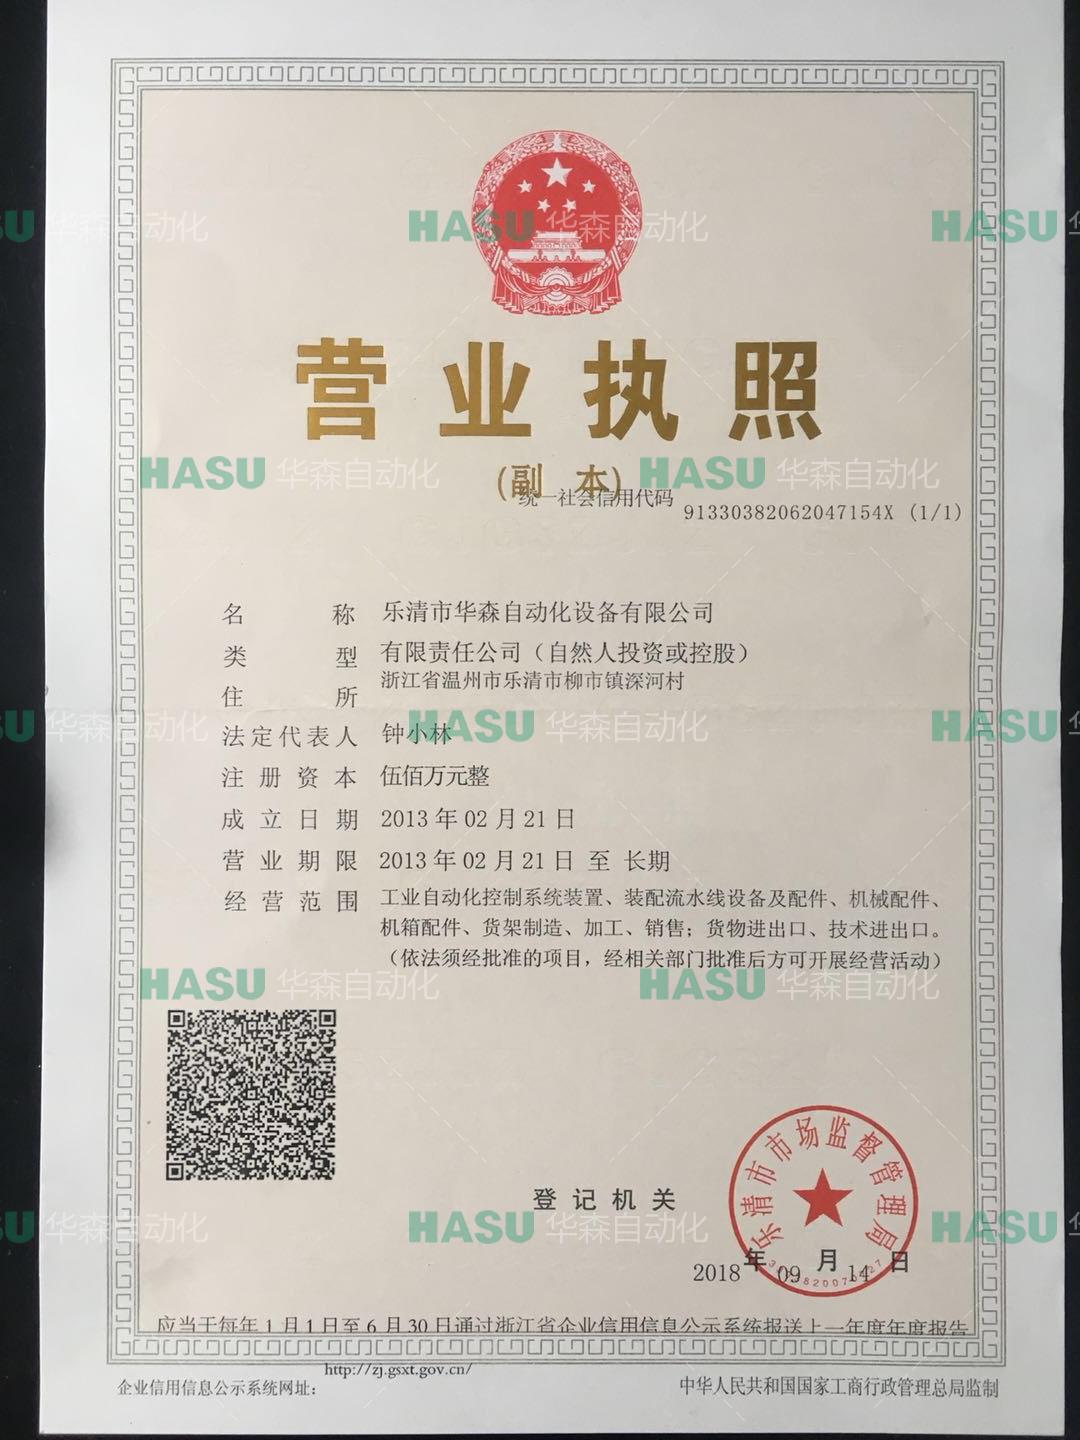 HASU 华森自动化
营业执照
(副 本)
统一社会信用代码 91330382062047154X (1/1)
名 称 乐清市华森自动化设备有限公司
类 型 有限责任公司（自然人投资或控股）
住 所 浙江省温州市乐清市柳市镇深河村
法定代表人 钟小林
注册资本 伍佰万元整
成立日期 2013年02月21日
营业期限 2013年02月21日 至 长期
经营范围 工业自动化控制系统装置、装配流水线设备及配件、机械配件、
机箱配件、货架制造、加工、销售；货物进出口、技术进出口。
（依法须经批准的项目，经相关部门批准后方可开展经营活动）
登记机关
乐清市市场监督管理局
2018年09月14日
应当于每年1月1日至6月30日通过浙江省企业信用信息公示系统报送上一年度年度报告
企业信用信息公示系统网址： http://zj.gsxt.gov.cn/
中华人民共和国国家工商行政管理总局监制